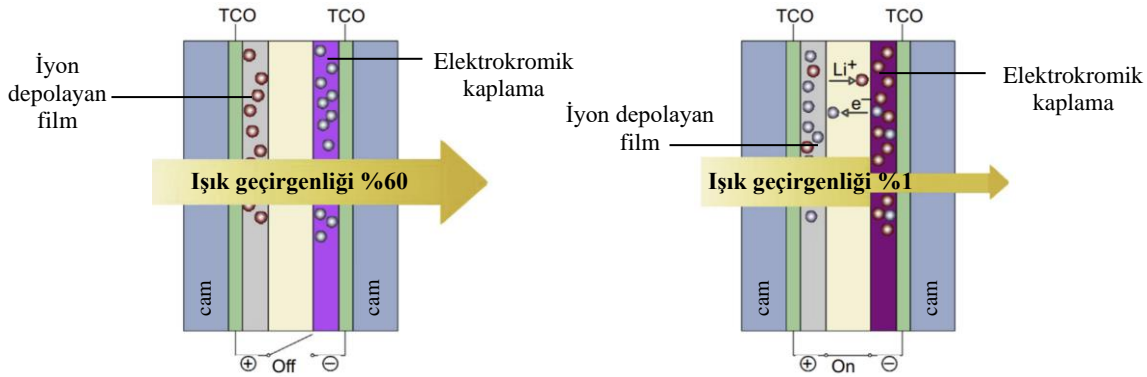 TCO
TCO
İyon
depolayan
film
Elektrokromik
kaplama
Işık geçirgenliği %60
cam
cam
+
Off
−
TCO
TCO
Li+
e−
Elektrokromik
kaplama
İyon depolayan
film
Işık geçirgenliği %1
cam
cam
+
On
−